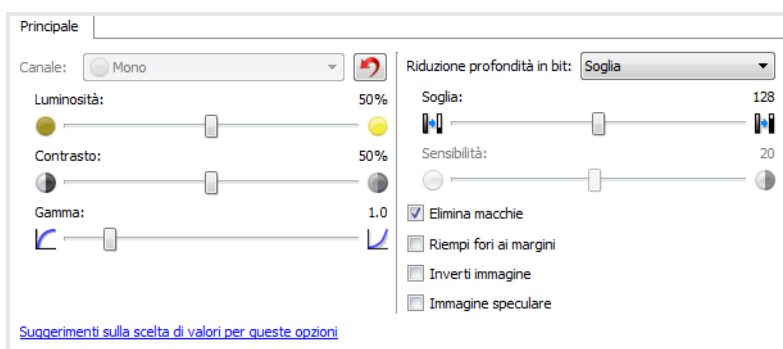 Principale
Canale: Mono
Luminosità: 50%
Contrasto: 50%
Gamma: 1.0
Suggerimenti sulla scelta di valori per queste opzioni
Riduzione profondità in bit: Soglia
Soglia: 128
Sensibilità: 20
Elimina macchie
Riempi fori ai margini
Inverti immagine
Immagine speculare